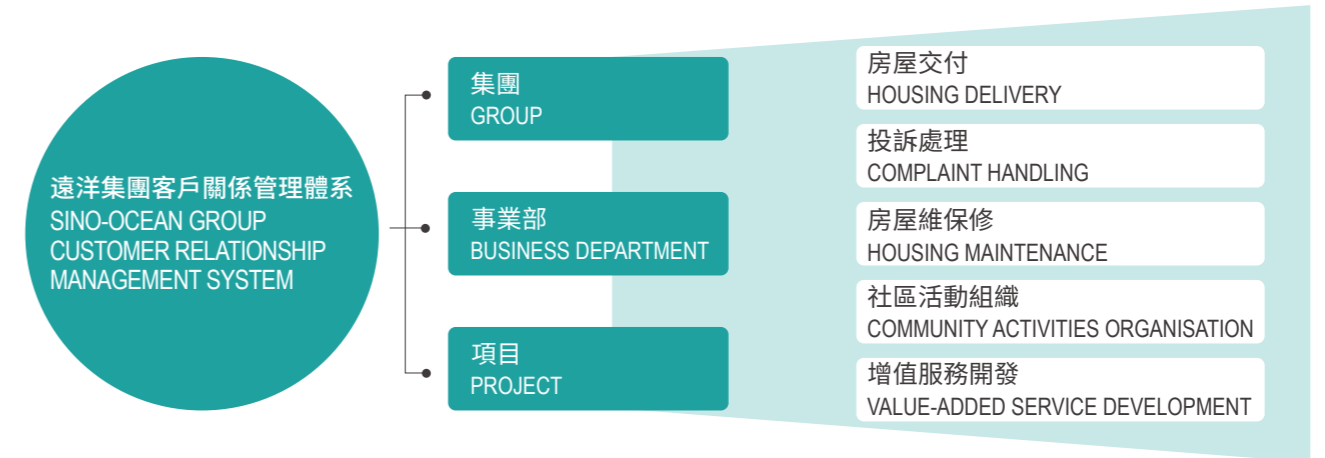 遠洋集團客戶關係管理體系
SINO-OCEAN GROUP
CUSTOMER RELATIONSHIP
MANAGEMENT SYSTEM
集團
GROUP
事業部
BUSINESS DEPARTMENT
項目
PROJECT
房屋交付
HOUSING DELIVERY
投訴處理
COMPLAINT HANDLING
房屋維保修
HOUSING MAINTENANCE
社區活動組織
COMMUNITY ACTIVITIES ORGANISATION
增值服務開發
VALUE-ADDED SERVICE DEVELOPMENT